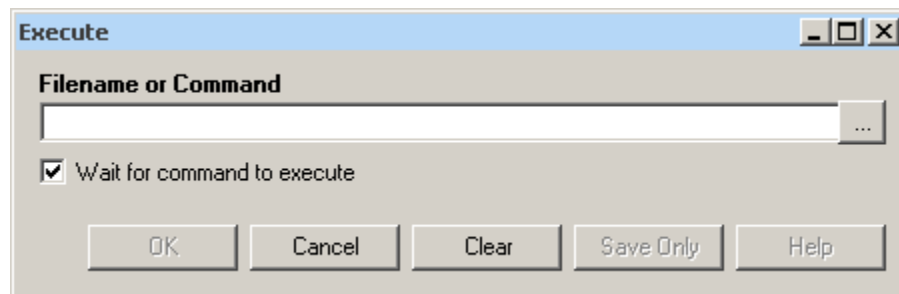 Execute
Filename or Command
...
Wait for command to execute
OK Cancel Clear Save Only Help